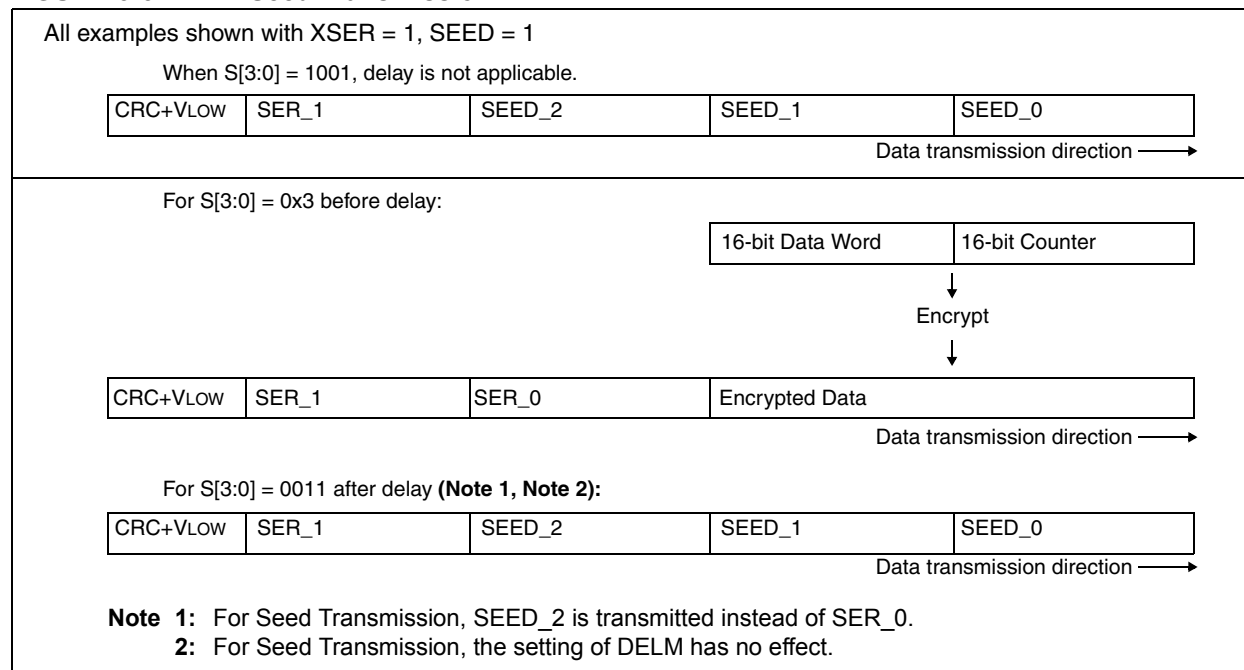 All examples shown with XSER = 1, SEED = 1
When S[3:0] = 1001, delay is not applicable.
CRC+VLOW SER_1 SEED_2 SEED_1 SEED_0
Data transmission direction
For S[3:0] = 0x3 before delay:
16-bit Data Word 16-bit Counter
Encrypt
CRC+VLOW SER_1 SER_0 Encrypted Data
Data transmission direction
For S[3:0] = 0011 after delay (Note 1, Note 2):
CRC+VLOW SER_1 SEED_2 SEED_1 SEED_0
Data transmission direction
Note 1: For Seed Transmission, SEED_2 is transmitted instead of SER_0.
2: For Seed Transmission, the setting of DELM has no effect.